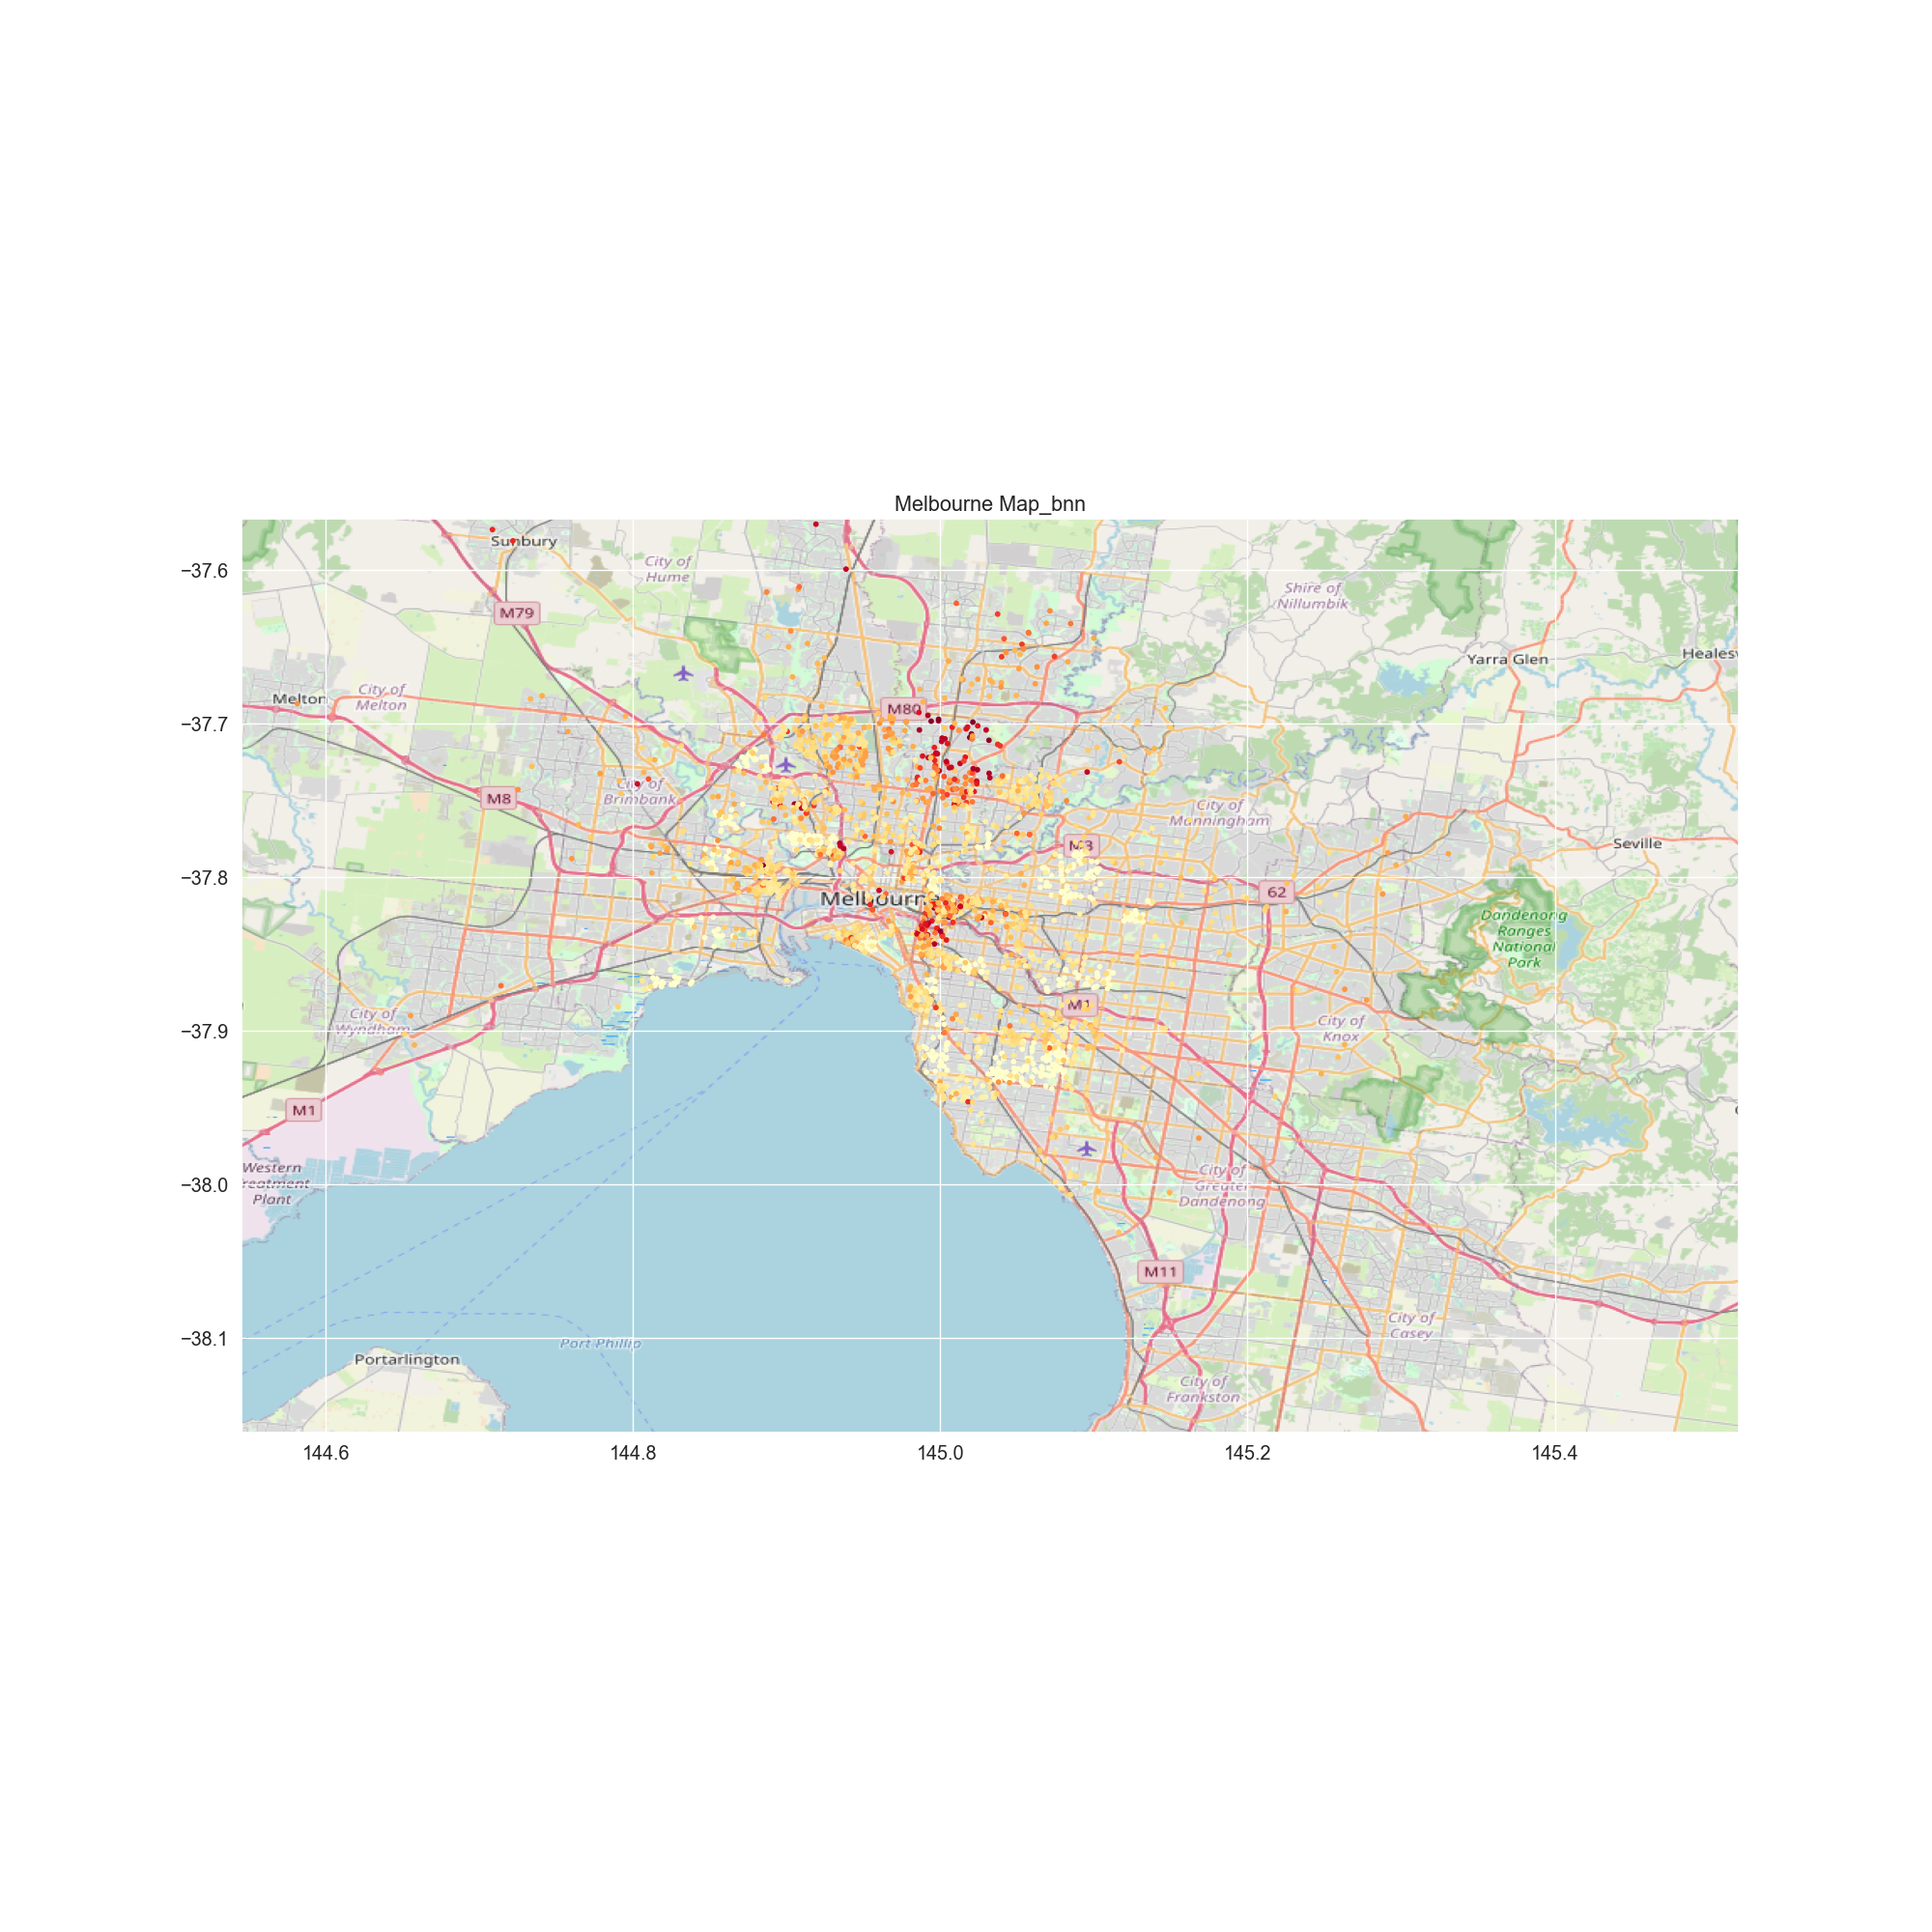 Melbourne Map_bnn
Sunbury
City of
Hume
−37.6
M79
Shire of
Nillumbik
Yarra Glen
Melton
City of
Melton
M80
−37.7
M8
City of
Brimbank
City of
Manningham
M3
Seville
−37.8
62
Melbourne
Dandenong
Ranges
National
Park
M1
City of
Wyndham
City of
Knox
−37.9
M1
Western
Treatment
Plant
City of
Greater
Dandenong
−38.0
M11
City of
Casey
−38.1
Port Phillip
Portarlington
City of
Frankston
144.6
144.8
145.0
145.2
145.4